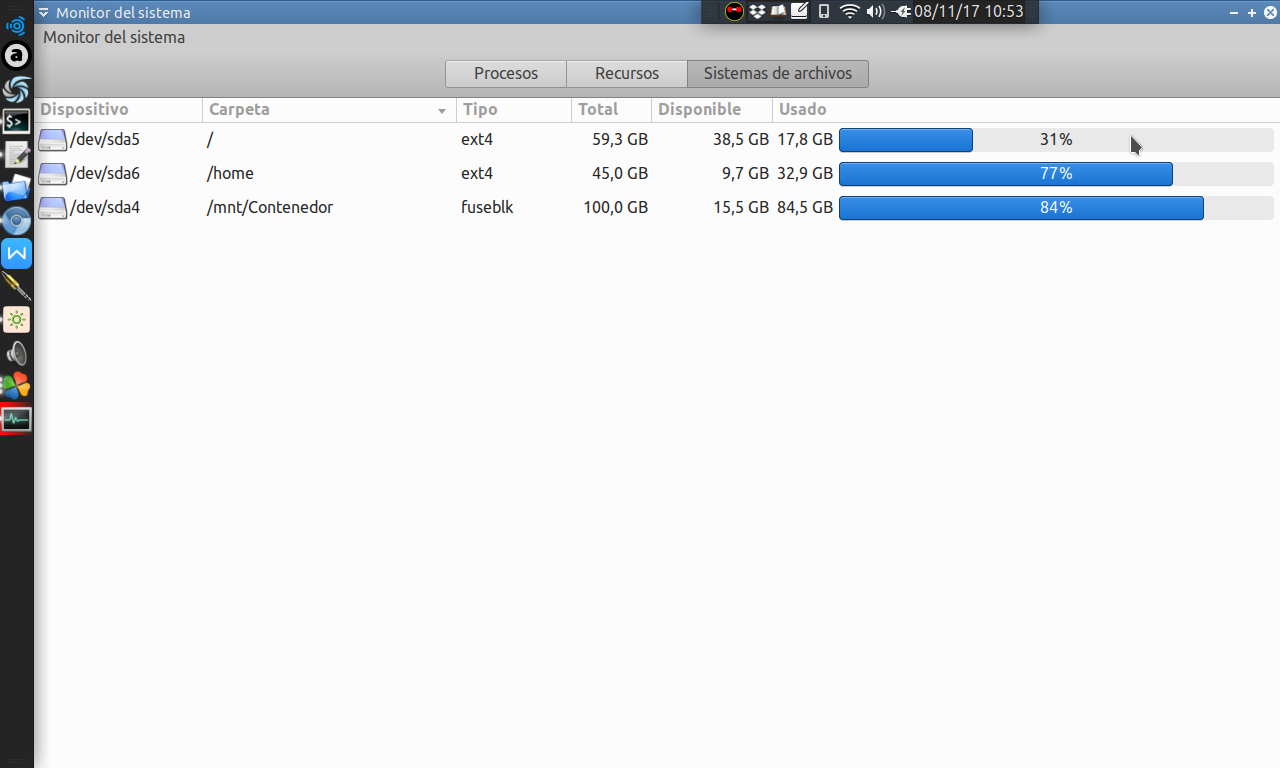 Monitor del sistema
08/11/17 10:53
Monitor del sistema
Procesos Recursos Sistemas de archivos
Dispositivo Carpeta Tipo Total Disponible Usado
/dev/sda5 / ext4 59,3 GB 38,5 GB 17,8 GB 31%
/dev/sda6 /home ext4 45,0 GB 9,7 GB 32,9 GB 77%
/dev/sda4 /mnt/Contenedor fuseblk 100,0 GB 15,5 GB 84,5 GB 84%